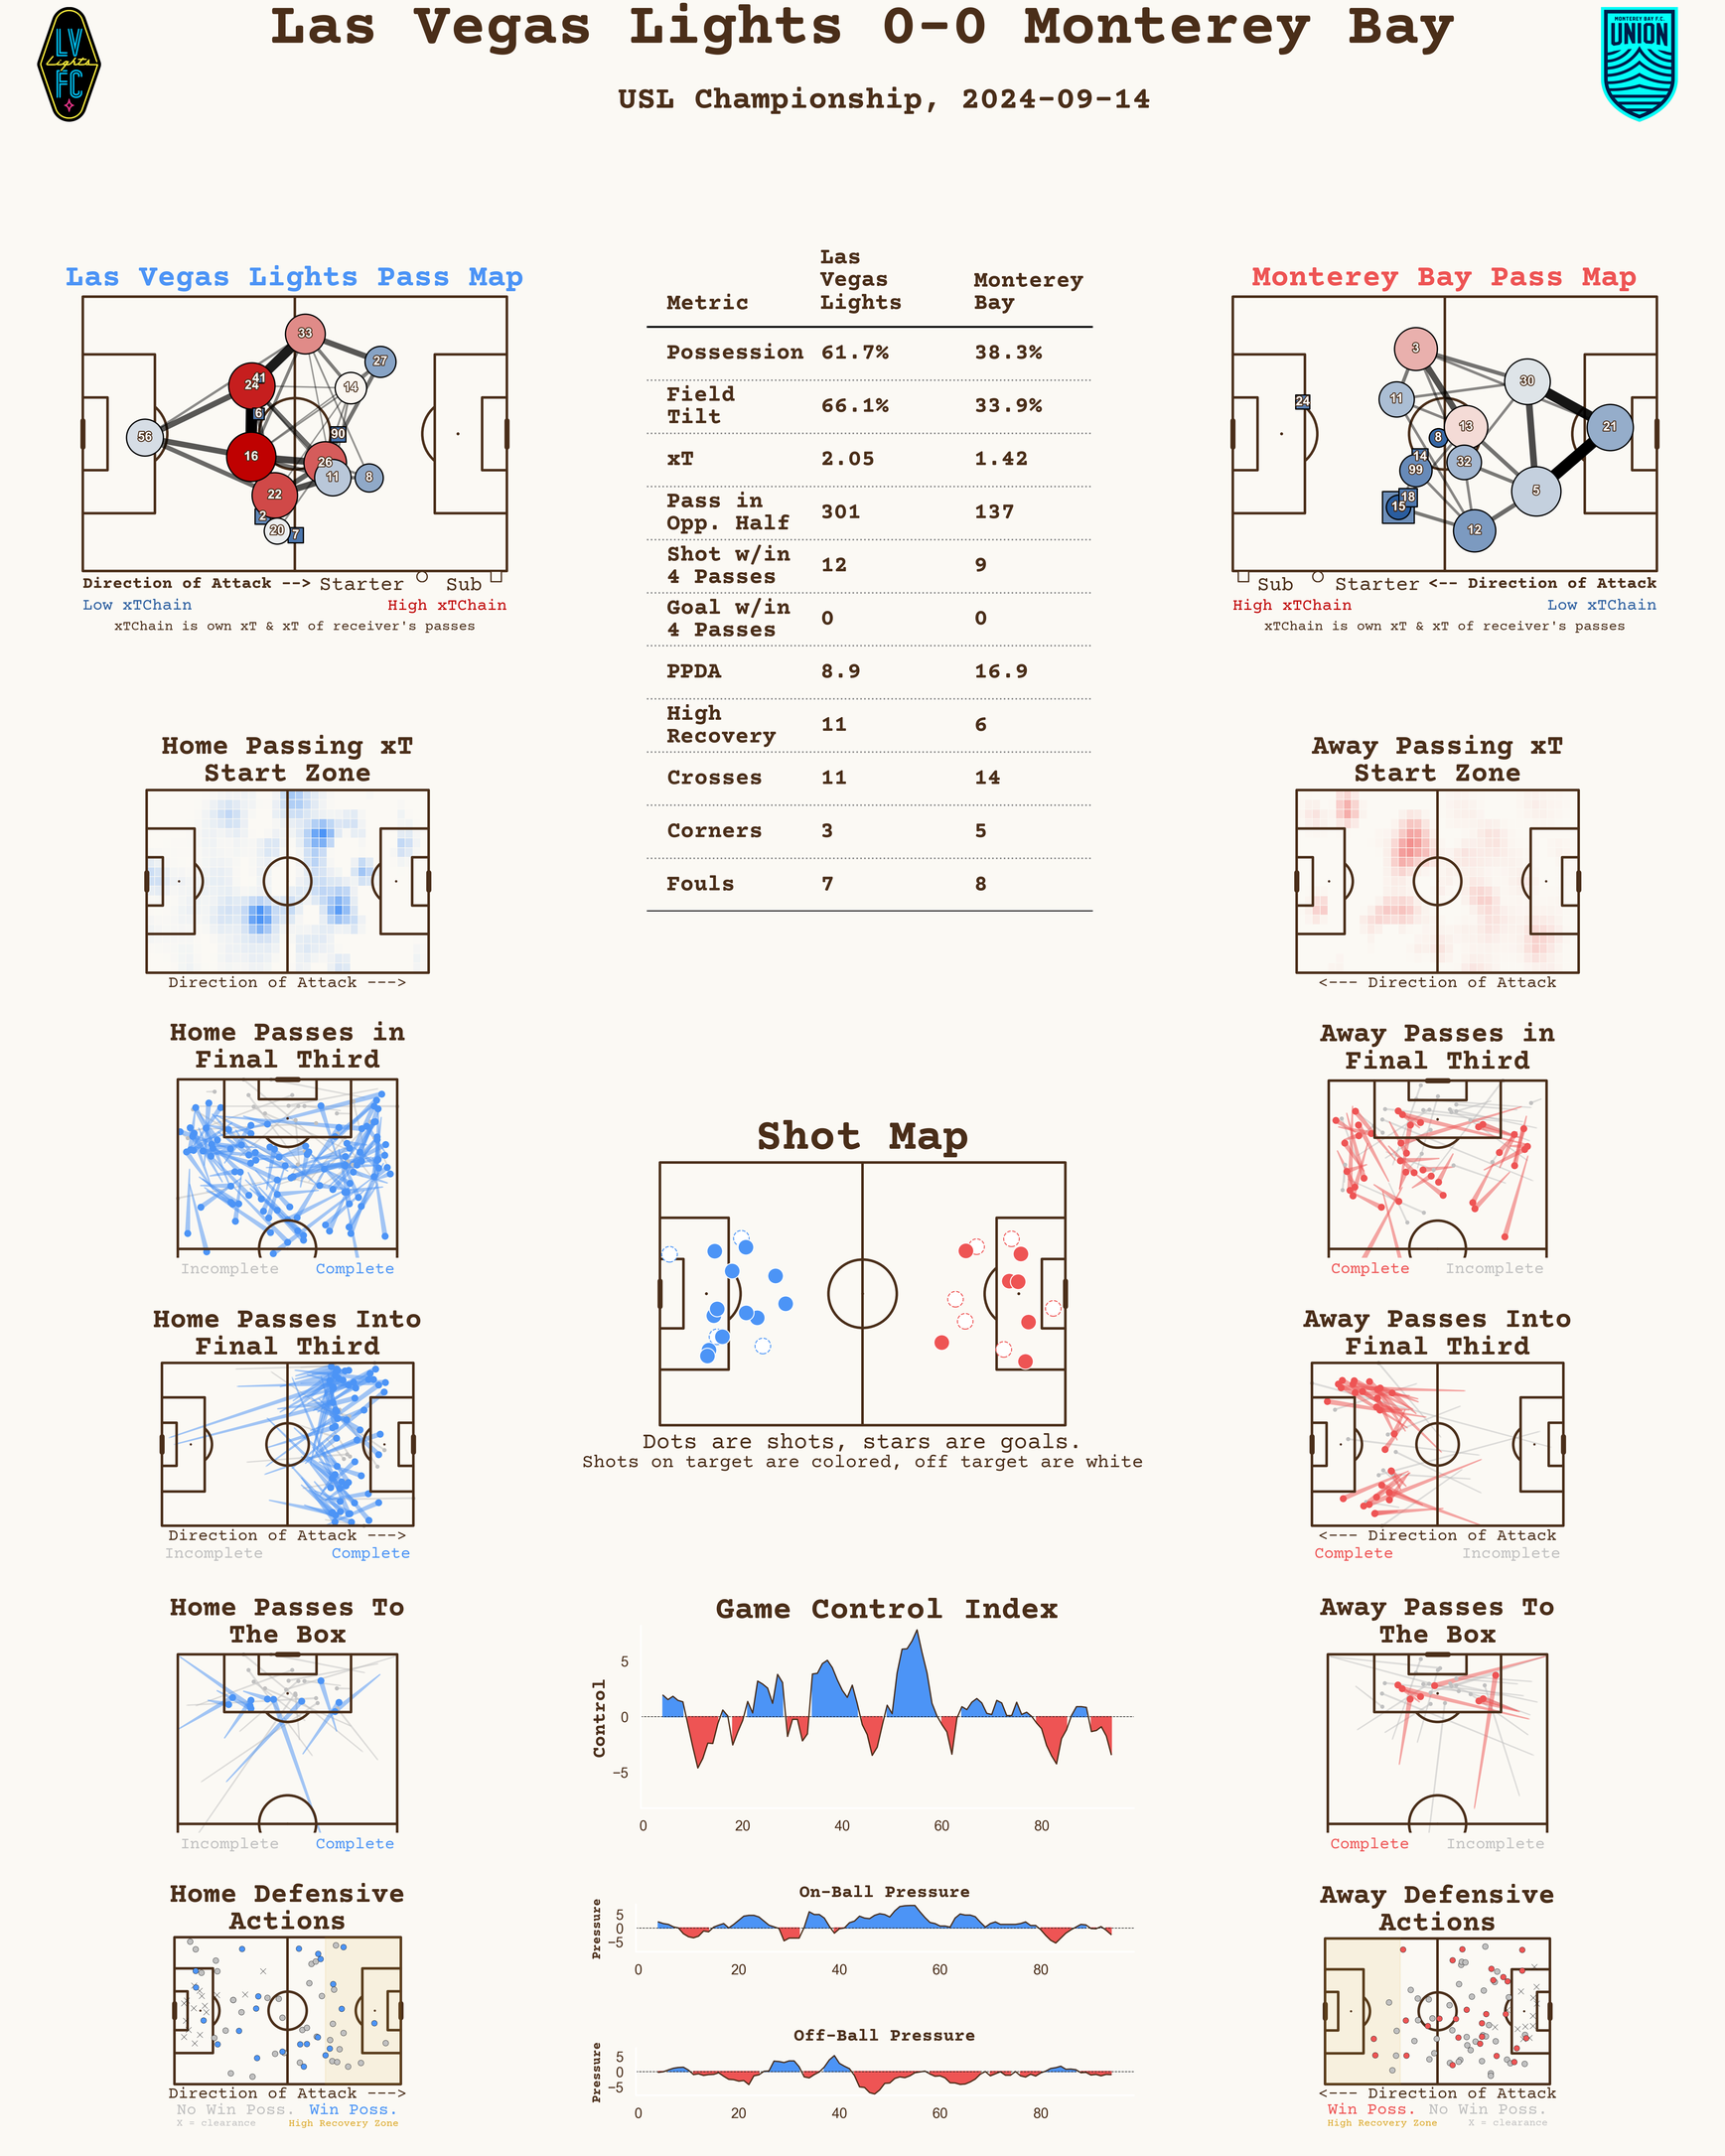 Las Vegas Lights 0-0 Monterey Bay
LV
Lights
FC
MONTEREY BAY F.C.
UNION
USL Championship, 2024-09-14
Las Vegas Lights Pass Map
33
27
41
24
14
6
56
90
16
26
11
8
22
2
20
7
Direction of Attack --> Starter Sub
Low xTChain High xTChain
xTChain is own xT & xT of receiver's passes
Metric Las Vegas Lights Monterey Bay
Possession 61.7% 38.3%
Field Tilt 66.1% 33.9%
xT 2.05 1.42
Pass in Opp. Half 301 137
Shot w/in 4 Passes 12 9
Goal w/in 4 Passes 0 0
PPDA 8.9 16.9
High Recovery 11 6
Crosses 11 14
Corners 3 5
Fouls 7 8
Monterey Bay Pass Map
3
30
24
11
13
21
8
14
32
99
18
5
15
12
Sub Starter <-- Direction of Attack
High xTChain Low xTChain
xTChain is own xT & xT of receiver's passes
Home Passing xT
Start Zone
Direction of Attack --->
Away Passing xT
Start Zone
<--- Direction of Attack
Home Passes in
Final Third
Incomplete Complete
Away Passes in
Final Third
Complete Incomplete
Shot Map
Dots are shots, stars are goals.
Shots on target are colored, off target are white
Home Passes Into
Final Third
Direction of Attack --->
Incomplete Complete
Away Passes Into
Final Third
<--- Direction of Attack
Complete Incomplete
Home Passes To
The Box
Incomplete Complete
Game Control Index
Control
5
0
−5
0 20 40 60 80
Away Passes To
The Box
Complete Incomplete
Home Defensive
Actions
Direction of Attack --->
No Win Poss. Win Poss.
X = clearance High Recovery Zone
On-Ball Pressure
Pressure
5
0
−5
0 20 40 60 80
Off-Ball Pressure
Pressure
5
0
−5
0 20 40 60 80
Away Defensive
Actions
<--- Direction of Attack
Win Poss. No Win Poss.
High Recovery Zone X = clearance